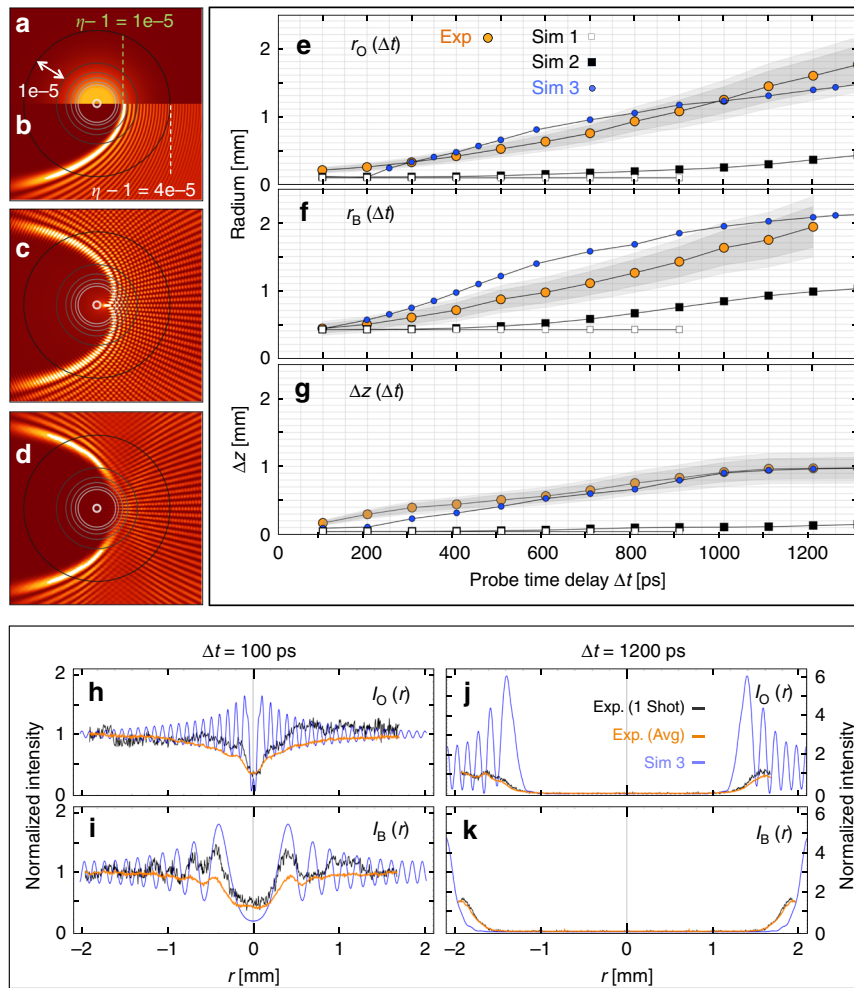 a
η – 1 = 1e–5
1e–5
b
η – 1 = 4e–5
c
d
e
r_O (Δt)
Exp
Sim 1
Sim 2
Sim 3
2
1
0
f
r_B (Δt)
Radium [mm]
2
1
0
g
Δz (Δt)
Δz [mm]
2
1
0
0 200 400 600 800 1000 1200
Probe time delay Δt [ps]
Δt = 100 ps
Δt = 1200 ps
h
I_O (r)
2
1
0
Normalized intensity
i
I_B (r)
2
1
0
–2 –1 0 1 2
r [mm]
j
I_O (r)
Exp. (1 Shot)
Exp. (Avg)
Sim 3
6
4
2
0
Normalized intensity
k
I_B (r)
6
4
2
0
–2 –1 0 1 2
r [mm]